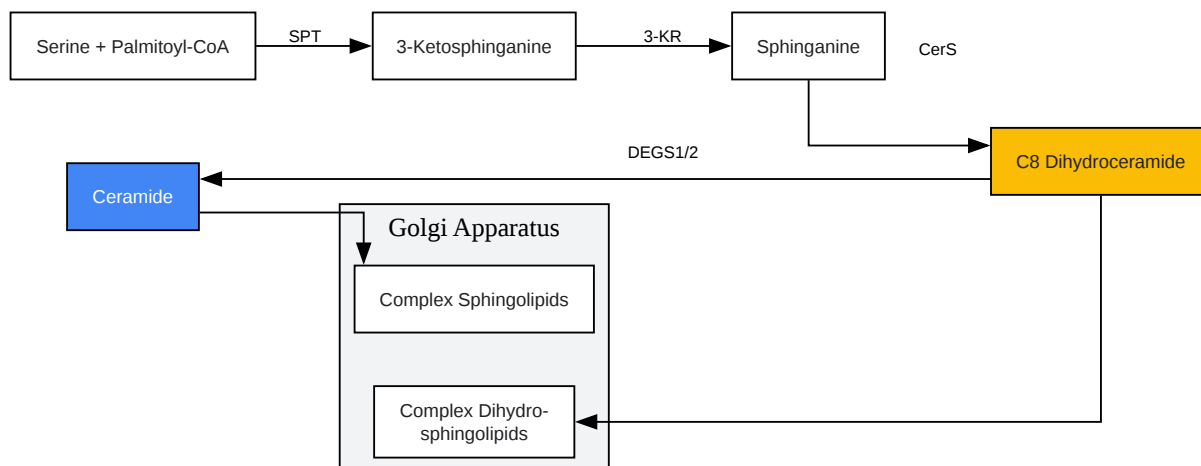 Serine + Palmitoyl-CoA
SPT
3-Ketosphinganine
3-KR
Sphinganine
CerS
C8 Dihydroceramide
DEGS1/2
Ceramide
Golgi Apparatus
Complex Sphingolipids
Complex Dihydro-
sphingolipids